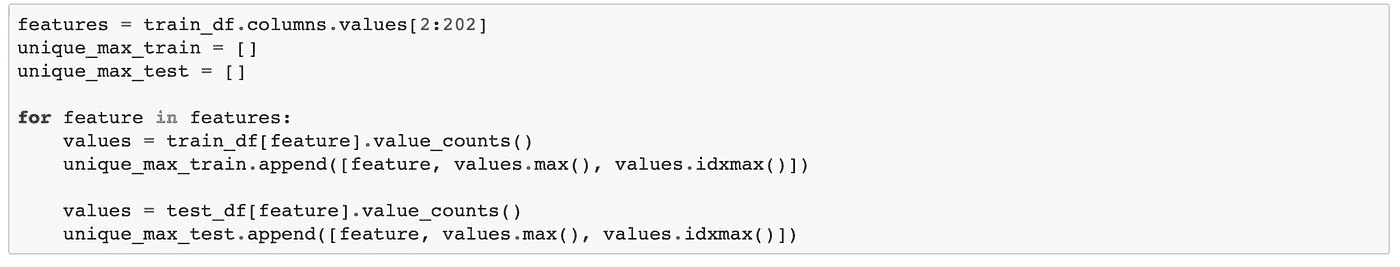 features = train_df.columns.values[2:202]
unique_max_train = []
unique_max_test = []

for feature in features:
    values = train_df[feature].value_counts()
    unique_max_train.append([feature, values.max(), values.idxmax()])

    values = test_df[feature].value_counts()
    unique_max_test.append([feature, values.max(), values.idxmax()])